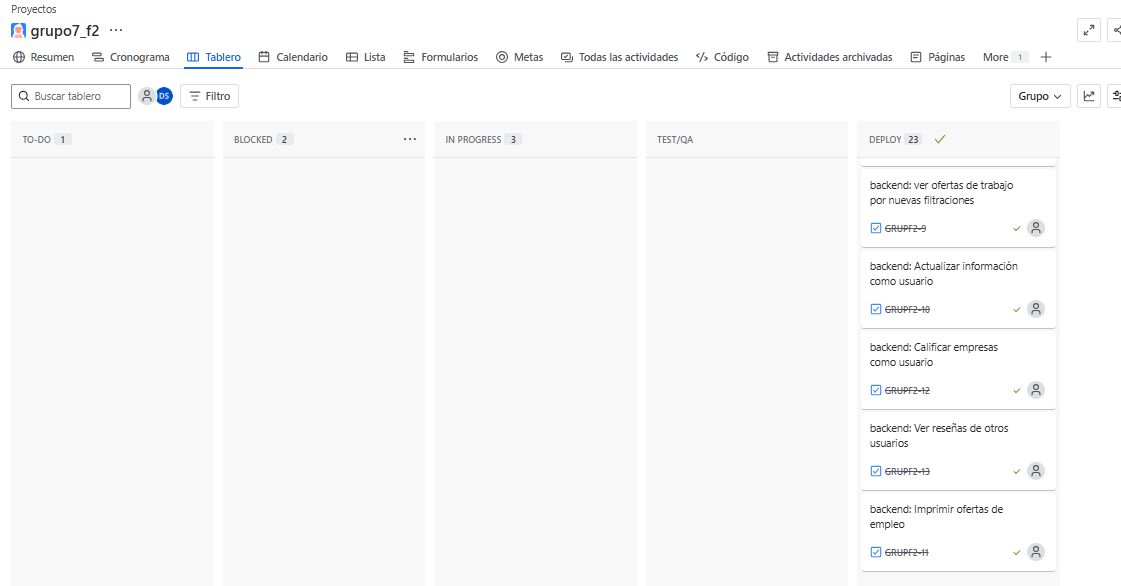 Proyectos
grupo7_f2 ...
Resumen Cronograma Tablero Calendario Lista Formularios Metas Todas las actividades Código Actividades archivadas Páginas More 1
Buscar tablero DS Filtro Grupo
TO-DO 1 BLOCKED 2 ... IN PROGRESS 3 TEST/QA DEPLOY 23
backend: ver ofertas de trabajo
por nuevas filtraciones
GRUPF2-9
backend: Actualizar información
como usuario
GRUPF2-10
backend: Calificar empresas
como usuario
GRUPF2-12
backend: Ver reseñas de otros
usuarios
GRUPF2-13
backend: Imprimir ofertas de
empleo
GRUPF2-11